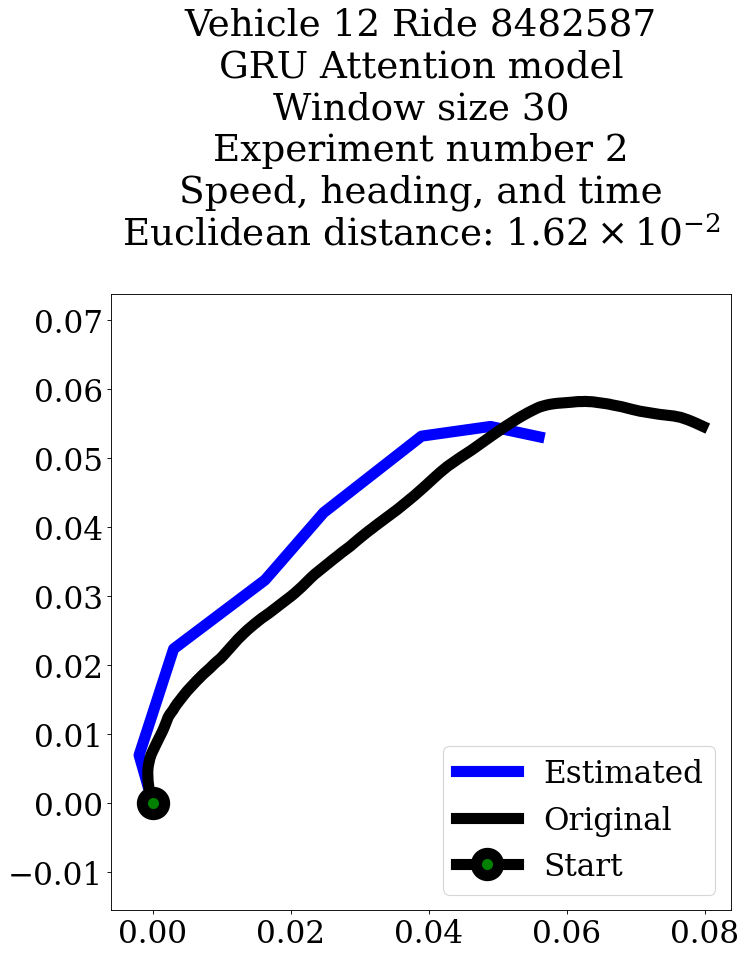 Vehicle 12 Ride 8482587
GRU Attention model
Window size 30
Experiment number 2
Speed, heading, and time
Euclidean distance: 1.62 × 10⁻²
0.07
0.06
0.05
0.04
0.03
0.02
0.01
0.00
−0.01
Estimated
Original
Start
0.00 0.02 0.04 0.06 0.08